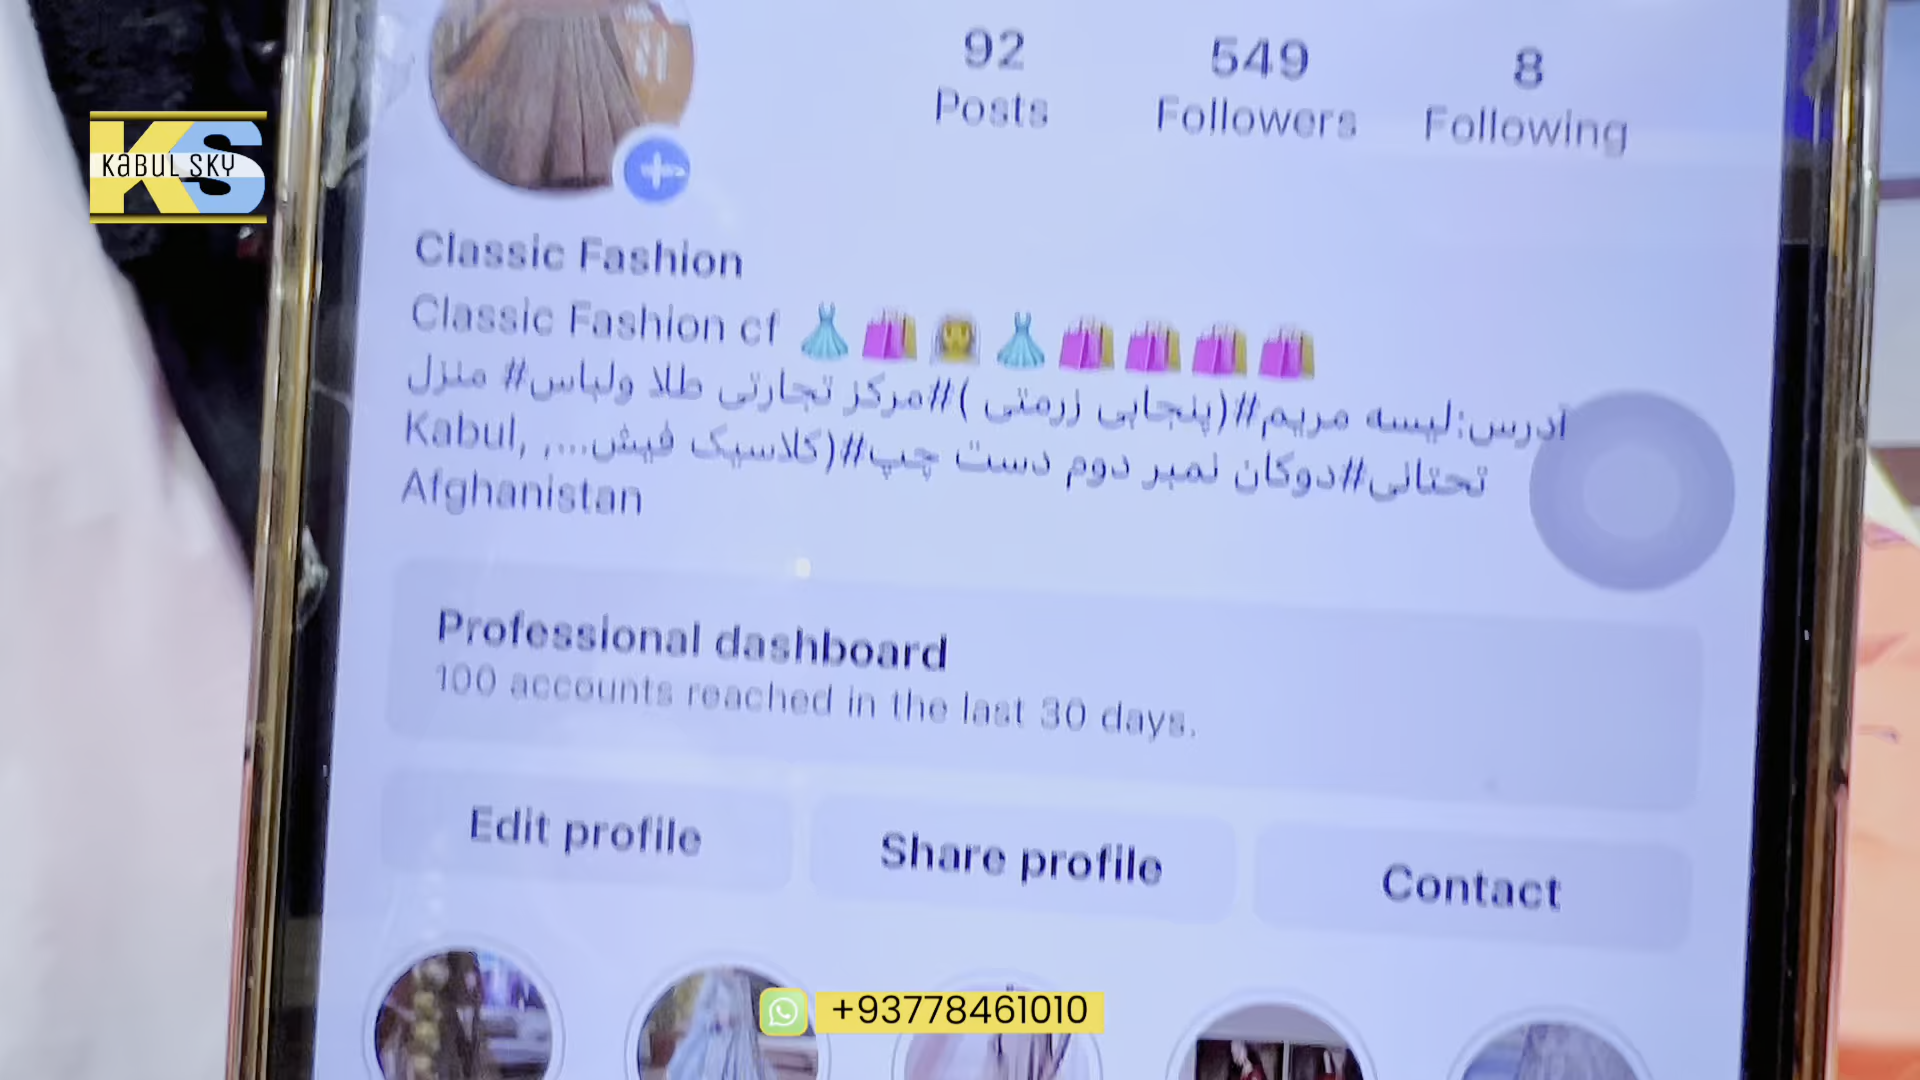 92 549 8
Posts Followers Following
KS
KABUL SKY
Classic Fashion
Classic Fashion cf 👗🛍️👰👗🛍️🛍️🛍️🛍️
آدرس:لیسه مریم#(پنجابی زرمتی )#مرکز تجارتی طلا ولباس# منزل
تحتانی#دوکان نمبر دوم دست چپ#(کلاسیک فیش...., Kabul,
Afghanistan
Professional dashboard
100 accounts reached in the last 30 days.
Edit profile Share profile Contact
+93778461010